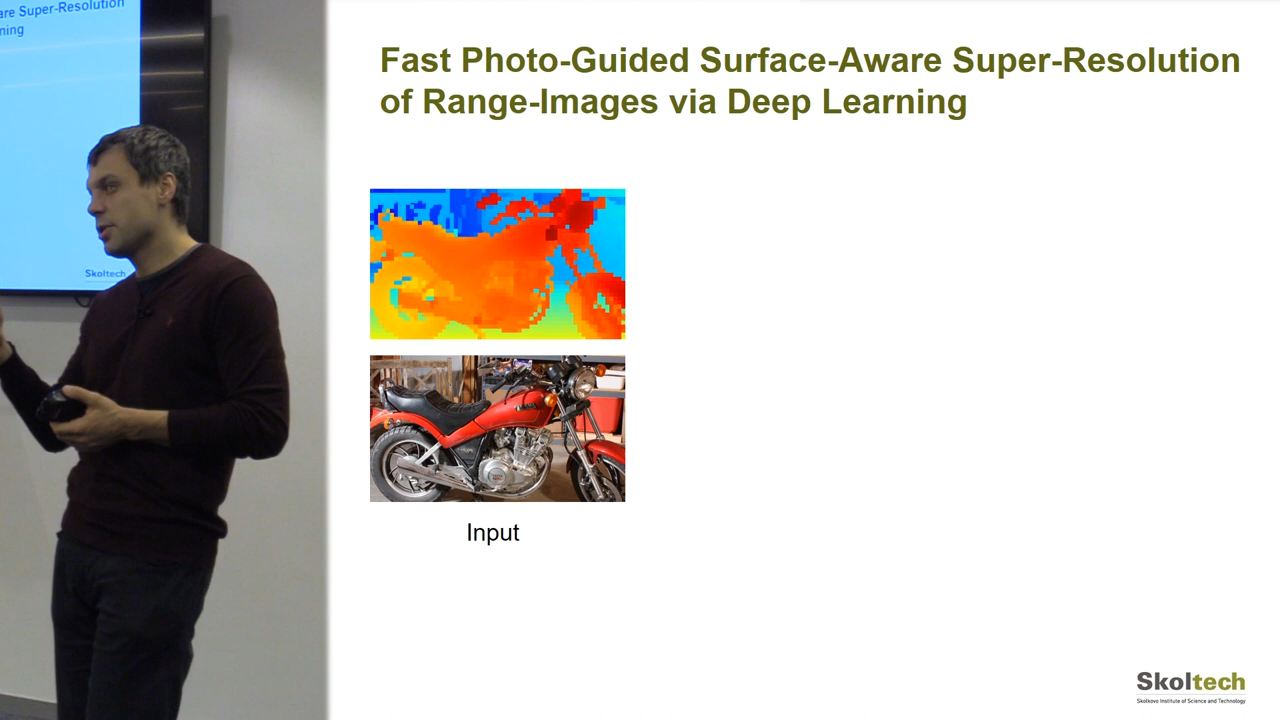 are Super-Resolution
ning
Skoltech
Fast Photo-Guided Surface-Aware Super-Resolution
of Range-Images via Deep Learning
Input
Skoltech
Skolkovo Institute of Science and Technology